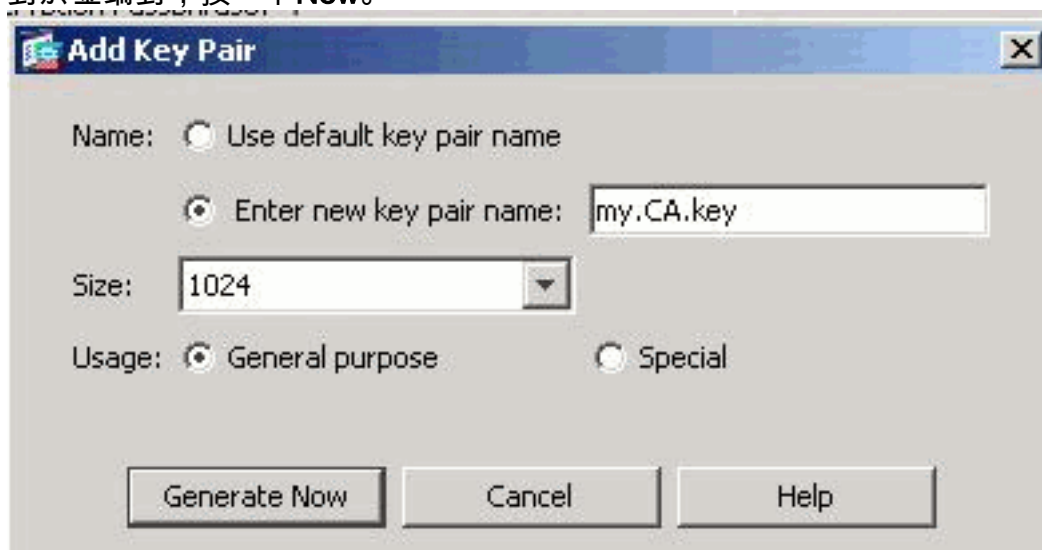 Now。
Add Key Pair
Name: Use default key pair name
Enter new key pair name: my.CA.key
Size: 1024
Usage: General purpose Special
Generate Now Cancel Help